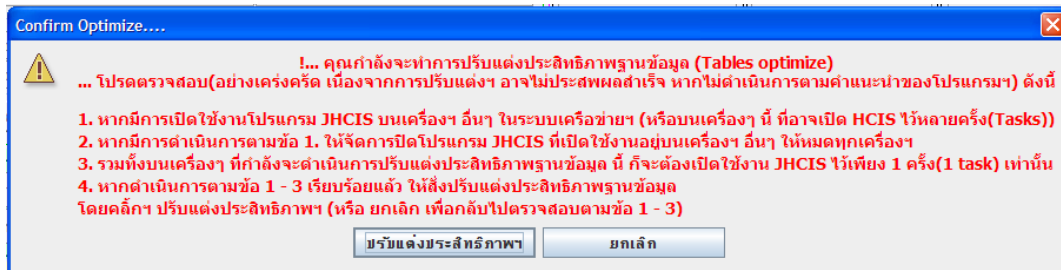 Confirm Optimize....
!... คุณกำลังจะทำการปรับแต่งประสิทธิภาพฐานข้อมูล (Tables optimize)
... โปรดตรวจสอบ(อย่างเคร่งครัด เนื่องจากการปรับแต่งฯ อาจไม่ประสพผลสำเร็จ หากไม่ดำเนินการตามคำแนะนำของโปรแกรมฯ) ดังนี้
1. หากมีการเปิดใช้งานโปรแกรม JHCIS บนเครื่องฯ อื่นๆ ในระบบเครือข่ายฯ (หรือบนเครื่องๆ นี้ ที่อาจเปิด HCIS ไว้หลายครั้ง(Tasks))
2. หากมีการดำเนินการตามข้อ 1. ให้จัดการปิดโปรแกรม JHCIS ที่เปิดใช้งานอยู่บนเครื่องฯ อื่นๆ ให้หมดทุกเครื่องฯ
3. รวมทั้งบนเครื่องๆ ที่กำลังจะดำเนินการปรับแต่งประสิทธิภาพฐานข้อมูล นี้ ก็จะต้องเปิดใช้งาน JHCIS ไว้เพียง 1 ครั้ง(1 task) เท่านั้น
4. หากดำเนินการตามข้อ 1 - 3 เรียบร้อยแล้ว ให้สั่งปรับแต่งประสิทธิภาพฐานข้อมูล
โดยคลิ้กฯ ปรับแต่งประสิทธิภาพฯ (หรือ ยกเลิก เพื่อกลับไปตรวจสอบตามข้อ 1 - 3)
ปรับแต่งประสิทธิภาพฯ ยกเลิก